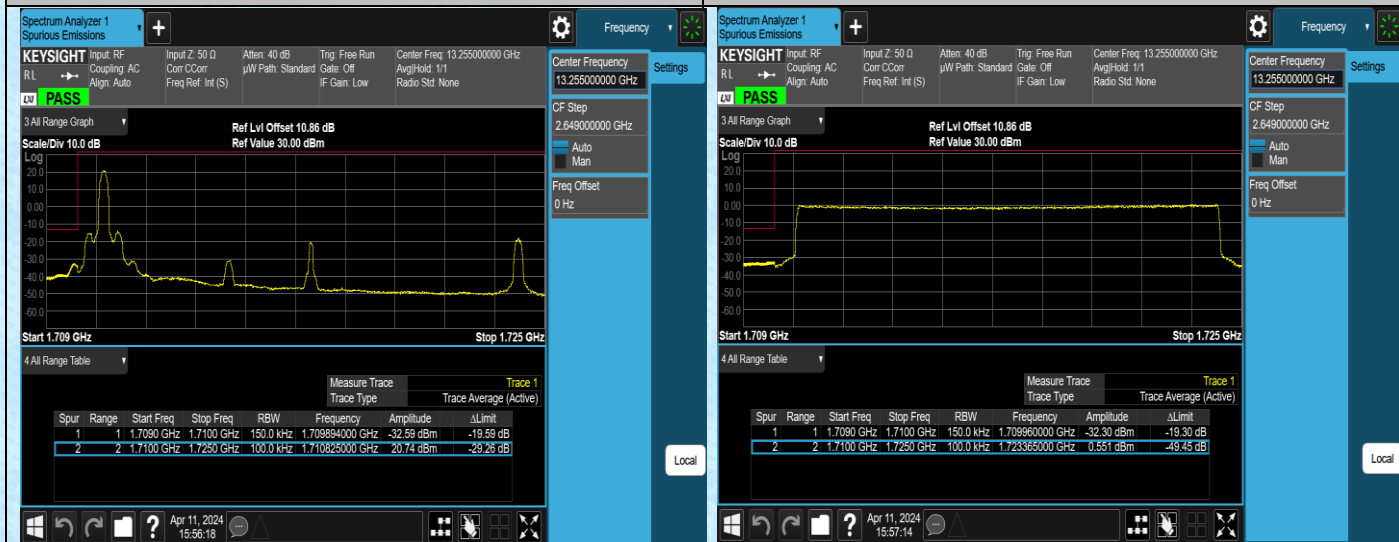 Spectrum Analyzer 1
Spurious Emissions
+
Frequency
KEYSIGHT
RL
PASS
Input: RF
Coupling: AC
Align: Auto
Input Z: 50 Ω
Corr CCorr
Freq Ref: Int (S)
Atten: 40 dB
µW Path: Standard
Trig: Free Run
Gate: Off
IF Gain: Low
Center Freq: 13.255000000 GHz
Avg|Hold: 1/1
Radio Std: None
Center Frequency
13.255000000 GHz
Settings
CF Step
2.649000000 GHz
Auto
Man
Freq Offset
0 Hz
3 All Range Graph
Ref Lvl Offset 10.86 dB
Scale/Div 10.0 dB
Ref Value 30.00 dBm
Log
20.0
10.0
0.00
-10.0
-20.0
-30.0
-40.0
-50.0
-60.0
Start 1.709 GHz
Stop 1.725 GHz
4 All Range Table
Measure Trace Trace 1
Trace Type Trace Average (Active)
Spur Range Start Freq Stop Freq RBW Frequency Amplitude ΔLimit
1 1 1.7090 GHz 1.7100 GHz 150.0 kHz 1.709894000 GHz -32.59 dBm -19.59 dB
2 2 1.7100 GHz 1.7250 GHz 100.0 kHz 1.710825000 GHz 20.74 dBm -29.26 dB
Local
?
Apr 11, 2024
15:56:18
Spectrum Analyzer 1
Spurious Emissions
+
Frequency
KEYSIGHT
RL
PASS
Input: RF
Coupling: AC
Align: Auto
Input Z: 50 Ω
Corr CCorr
Freq Ref: Int (S)
Atten: 40 dB
µW Path: Standard
Trig: Free Run
Gate: Off
IF Gain: Low
Center Freq: 13.255000000 GHz
Avg|Hold: 1/1
Radio Std: None
Center Frequency
13.255000000 GHz
Settings
CF Step
2.649000000 GHz
Auto
Man
Freq Offset
0 Hz
3 All Range Graph
Ref Lvl Offset 10.86 dB
Scale/Div 10.0 dB
Ref Value 30.00 dBm
Log
20.0
10.0
0.00
-10.0
-20.0
-30.0
-40.0
-50.0
-60.0
Start 1.709 GHz
Stop 1.725 GHz
4 All Range Table
Measure Trace Trace 1
Trace Type Trace Average (Active)
Spur Range Start Freq Stop Freq RBW Frequency Amplitude ΔLimit
1 1 1.7090 GHz 1.7100 GHz 150.0 kHz 1.709960000 GHz -32.30 dBm -19.30 dB
2 2 1.7100 GHz 1.7250 GHz 100.0 kHz 1.723365000 GHz 0.551 dBm -49.45 dB
Local
?
Apr 11, 2024
15:57:14